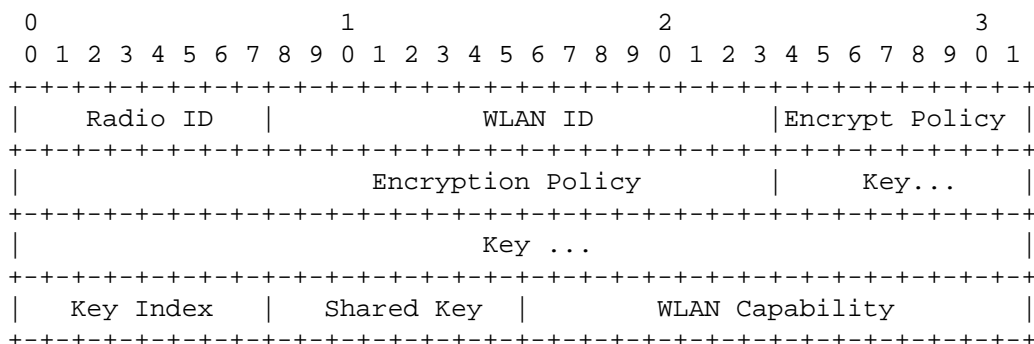 0                   1                   2                   3
 0 1 2 3 4 5 6 7 8 9 0 1 2 3 4 5 6 7 8 9 0 1 2 3 4 5 6 7 8 9 0 1
+-+-+-+-+-+-+-+-+-+-+-+-+-+-+-+-+-+-+-+-+-+-+-+-+-+-+-+-+-+-+-+-+
|    Radio ID   |             WLAN ID           |Encrypt Policy |
+-+-+-+-+-+-+-+-+-+-+-+-+-+-+-+-+-+-+-+-+-+-+-+-+-+-+-+-+-+-+-+-+
|                      Encryption Policy        |     Key...    |
+-+-+-+-+-+-+-+-+-+-+-+-+-+-+-+-+-+-+-+-+-+-+-+-+-+-+-+-+-+-+-+-+
|                             Key ...                           |
+-+-+-+-+-+-+-+-+-+-+-+-+-+-+-+-+-+-+-+-+-+-+-+-+-+-+-+-+-+-+-+-+
|   Key Index   |   Shared Key  |        WLAN Capability        |
+-+-+-+-+-+-+-+-+-+-+-+-+-+-+-+-+-+-+-+-+-+-+-+-+-+-+-+-+-+-+-+-+